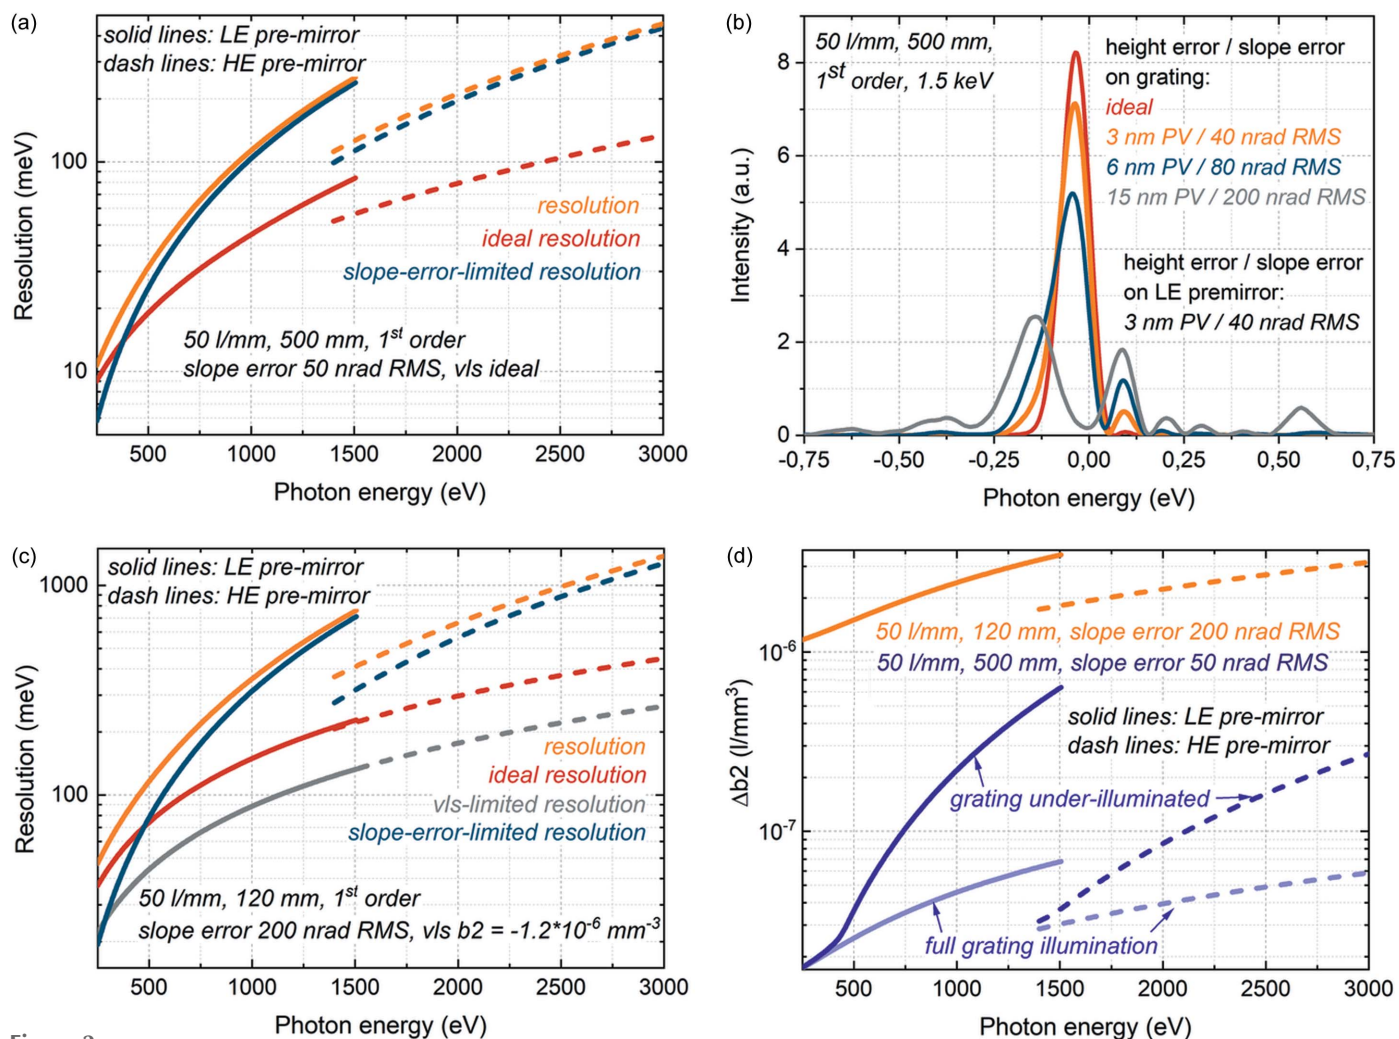 (a)
solid lines: LE pre-mirror
dash lines: HE pre-mirror
Resolution (meV)
100
10
resolution
ideal resolution
slope-error-limited resolution
50 l/mm, 500 mm, 1st order
slope error 50 nrad RMS, vls ideal
500 1000 1500 2000 2500 3000
Photon energy (eV)
(b)
50 l/mm, 500 mm,
1st order, 1.5 keV
height error / slope error
on grating:
ideal
3 nm PV / 40 nrad RMS
6 nm PV / 80 nrad RMS
15 nm PV / 200 nrad RMS
height error / slope error
on LE premirror:
3 nm PV / 40 nrad RMS
Intensity (a.u.)
8
6
4
2
0
-0,75 -0,50 -0,25 0,00 0,25 0,50 0,75
Photon energy (eV)
(c)
solid lines: LE pre-mirror
dash lines: HE pre-mirror
Resolution (meV)
1000
100
resolution
ideal resolution
vls-limited resolution
slope-error-limited resolution
50 l/mm, 120 mm, 1st order
slope error 200 nrad RMS, vls b2 = -1.2*10-6 mm-3
500 1000 1500 2000 2500 3000
Photon energy (eV)
(d)
50 l/mm, 120 mm, slope error 200 nrad RMS
50 l/mm, 500 mm, slope error 50 nrad RMS
solid lines: LE pre-mirror
dash lines: HE pre-mirror
grating under-illuminated
full grating illumination
Δb2 (l/mm3)
10-6
10-7
500 1000 1500 2000 2500 3000
Photon energy (eV)